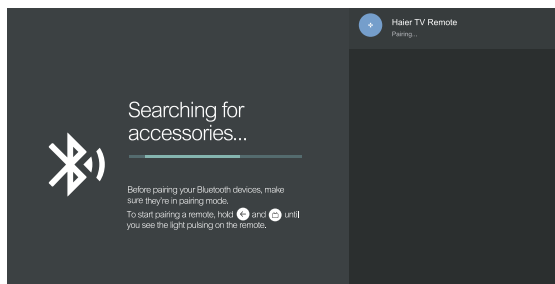 Haier TV Remote
Pairing...
Searching for
accessories...
Before pairing your Bluetooth devices, make
sure they're in pairing mode.
To start pairing a remote, hold and until
you see the light pulsing on the remote.